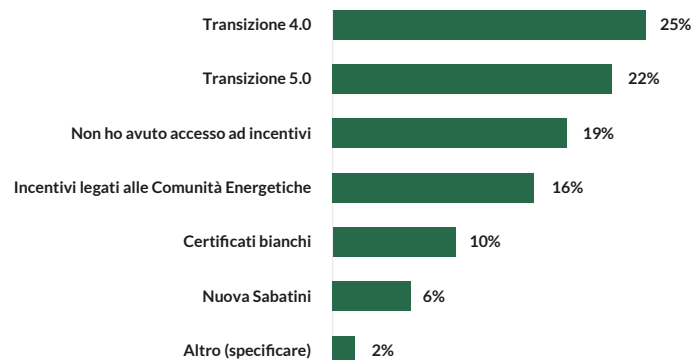 Transizione 4.0 25%
Transizione 5.0 22%
Non ho avuto accesso ad incentivi 19%
Incentivi legati alle Comunità Energetiche 16%
Certificati bianchi 10%
Nuova Sabatini 6%
Altro (specificare) 2%